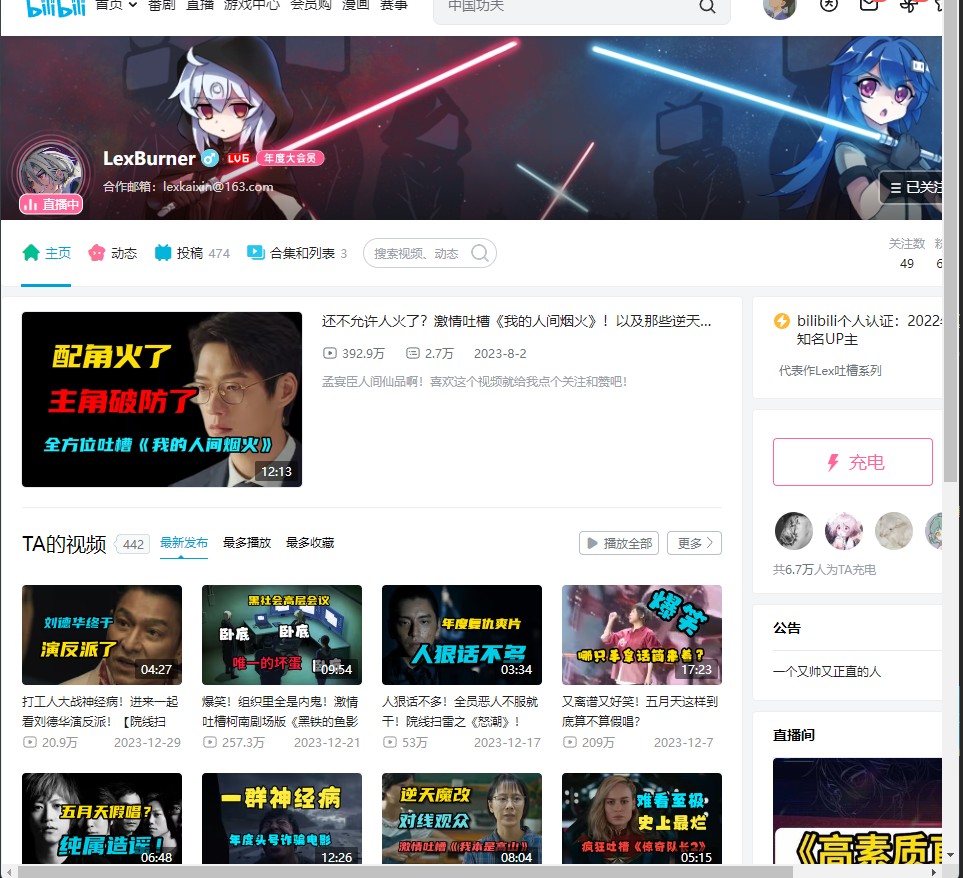 bilibili 首页 番剧 直播 游戏中心 会员购 漫画 赛事
中国功夫
LexBurner LV6 年度大会员
合作邮箱：lexkaixin@163.com
直播中
已关注
主页 动态 投稿 474 合集和列表 3 搜索视频、动态
关注数
49
配角火了
主角破防了
全方位吐槽《我的人间烟火》
12:13
还不允许人火了？激情吐槽《我的人间烟火》！以及那些逆天...
392.9万 2.7万 2023-8-2
孟宴臣人间仙品啊！喜欢这个视频就给我点个关注和赞吧！
bilibili个人认证：2022
知名UP主
代表作Lex吐槽系列
充电
共6.7万人为TA充电
公告
一个又帅又正直的人
直播间
《高素质
TA的视频 442 最新发布 最多播放 最多收藏
播放全部 更多
刘德华终于
演反派了
04:27
打工人大战神经病！进来一起
看刘德华演反派！【院线扫
20.9万 2023-12-29
黑社会高层会议
卧底 卧底
唯一的坏蛋
09:54
爆笑！组织里全是内鬼！激情
吐槽柯南剧场版《黑铁的鱼影
257.3万 2023-12-21
年度复仇爽片
人狠话不多
03:34
人狠话不多！全员恶人不服就
干！院线扫雷之《怒潮》！
53万 2023-12-17
爆笑
哪只手拿话筒来着？
17:23
又离谱又好笑！五月天这样到
底算不算假唱？
209万 2023-12-7
五月天假唱？
纯属造谣！
06:48
一群神经病
年度头号诈骗电影
12:26
逆天魔改
对线观众
激情吐槽《我本是高山》
08:04
难看至极
史上最烂
疯狂吐槽《惊奇队长2》
05:15